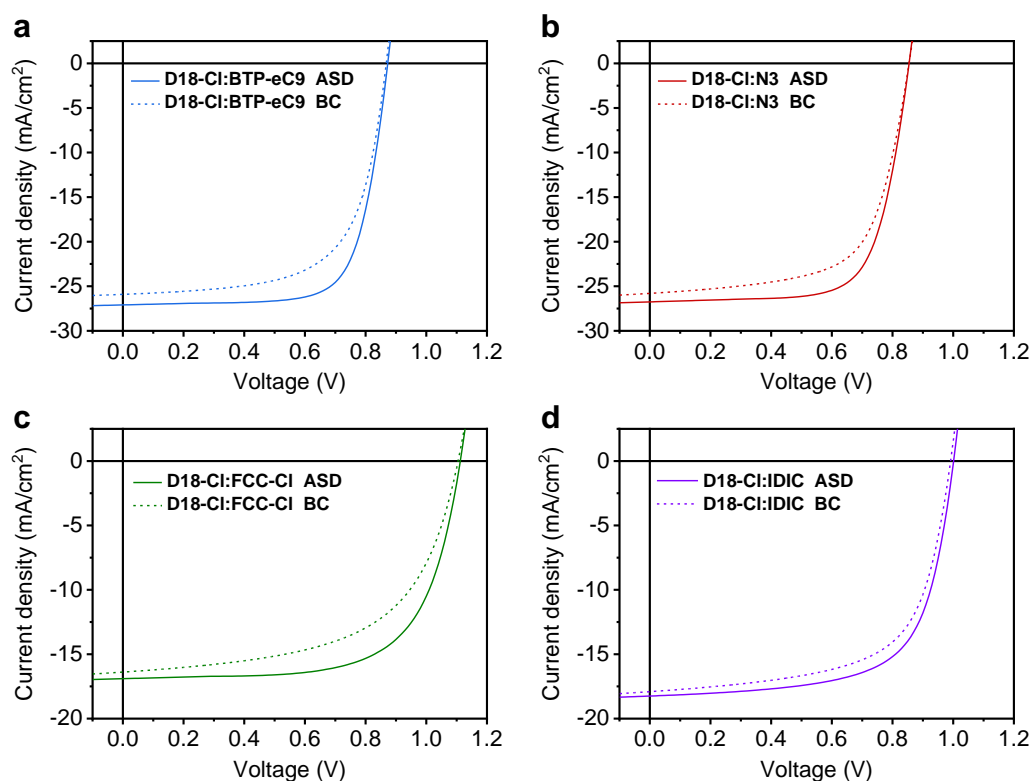 a
D18-Cl:BTP-eC9 ASD
D18-Cl:BTP-eC9 BC
0
-5
-10
-15
-20
-25
-30
Current density (mA/cm²)
0.0 0.2 0.4 0.6 0.8 1.0 1.2
Voltage (V)
b
D18-Cl:N3 ASD
D18-Cl:N3 BC
0
-5
-10
-15
-20
-25
-30
Current density (mA/cm²)
0.0 0.2 0.4 0.6 0.8 1.0 1.2
Voltage (V)
c
D18-Cl:FCC-Cl ASD
D18-Cl:FCC-Cl BC
0
-5
-10
-15
-20
Current density (mA/cm²)
0.0 0.2 0.4 0.6 0.8 1.0 1.2
Voltage (V)
d
D18-Cl:IDIC ASD
D18-Cl:IDIC BC
0
-5
-10
-15
-20
Current density (mA/cm²)
0.0 0.2 0.4 0.6 0.8 1.0 1.2
Voltage (V)